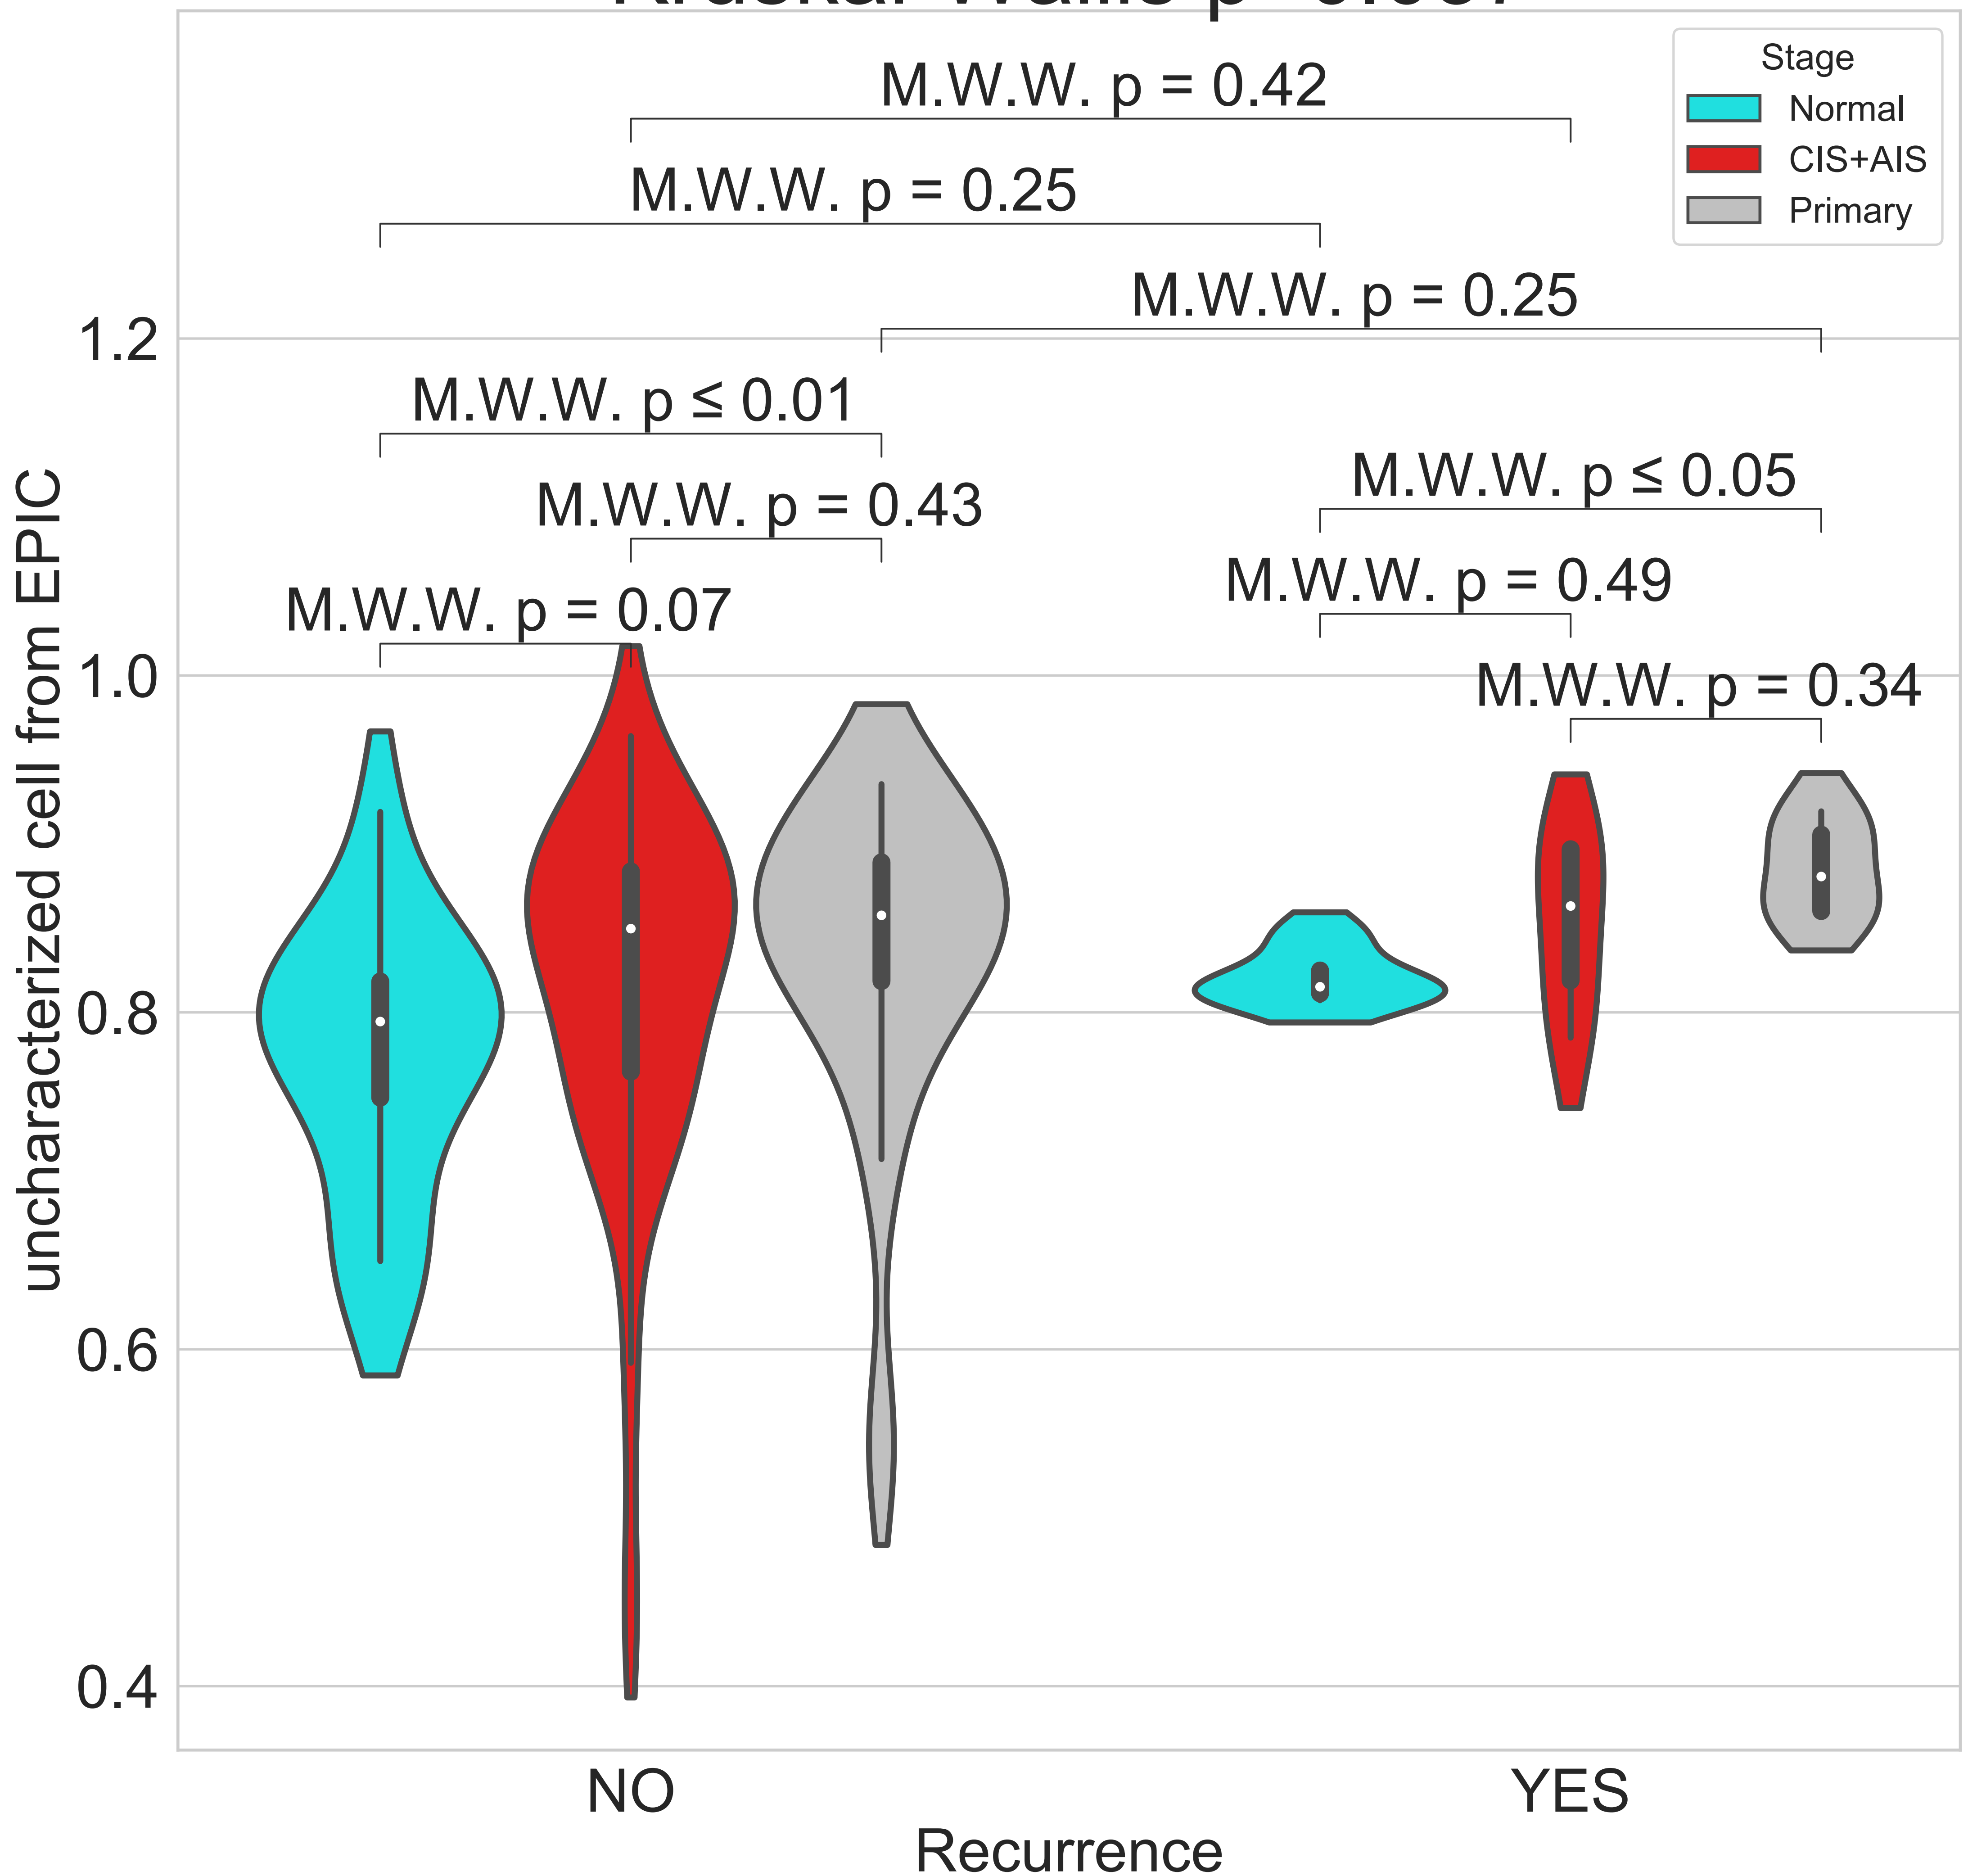 M.W.W. p = 0.42
M.W.W. p = 0.25
M.W.W. p = 0.25
M.W.W. p ≤ 0.01
M.W.W. p ≤ 0.05
M.W.W. p = 0.43
M.W.W. p = 0.49
M.W.W. p = 0.07
M.W.W. p = 0.34
Stage
Normal
CIS+AIS
Primary
uncharacterized cell from EPIC
1.2
1.0
0.8
0.6
0.4
NO
YES
Recurrence